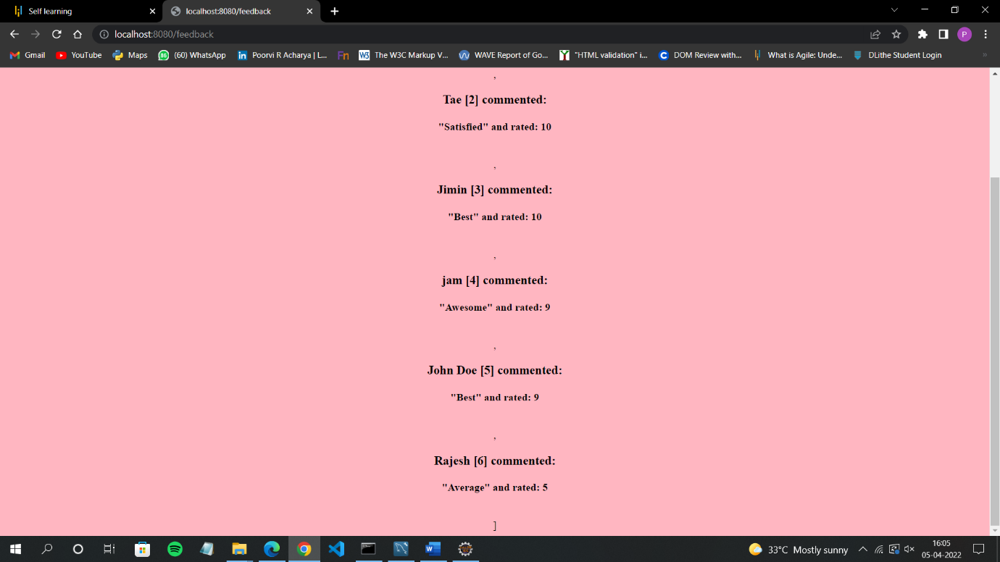 Self learning
localhost:8080/feedback
localhost:8080/feedback
P
Gmail
YouTube
Maps
(60) WhatsApp
Poorvi R Acharya | L...
Fn
W3
The W3C Markup V...
WAVE Report of Go...
"HTML validation" i...
DOM Review with...
What is Agile: Unde...
DLithe Student Login
»
,
Tae [2] commented:
"Satisfied" and rated: 10
,
Jimin [3] commented:
"Best" and rated: 10
,
jam [4] commented:
"Awesome" and rated: 9
,
John Doe [5] commented:
"Best" and rated: 9
,
Rajesh [6] commented:
"Average" and rated: 5
]
33°C Mostly sunny
16:05
05-04-2022